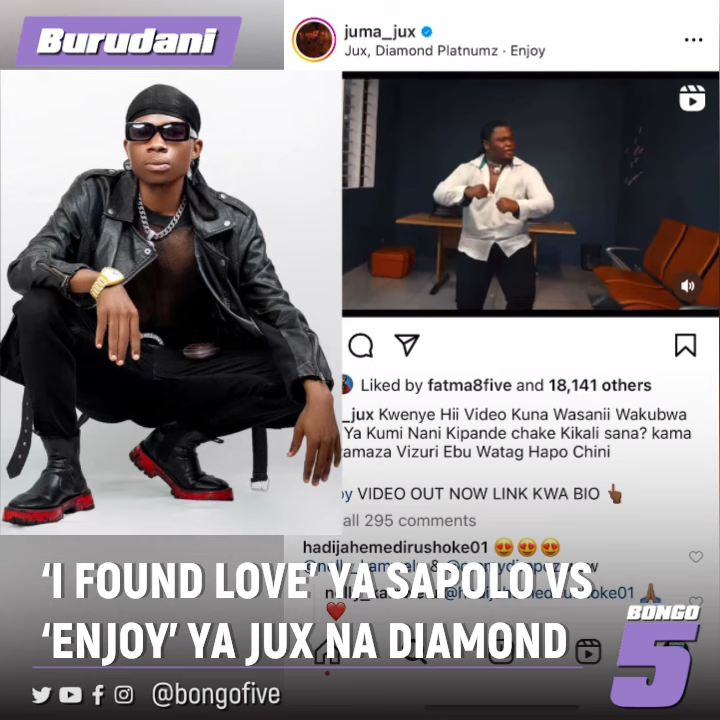 Burudani
juma_jux
Jux, Diamond Platnumz · Enjoy
Liked by fatma8five and 18,141 others
_jux Kwenye Hii Video Kuna Wasanii Wakubwa
Ya Kumi Nani Kipande chake Kikali sana? kama
amaza Vizuri Ebu Watag Hapo Chini
VIDEO OUT NOW LINK KWA BIO 👆🏾
all 295 comments
hadijahemedirushoke01 😍😍😍
‘I FOUND LOVE’ YA SAPOLO VS
‘ENJOY’ YA JUX NA DIAMOND
BONGO
5
@bongofive